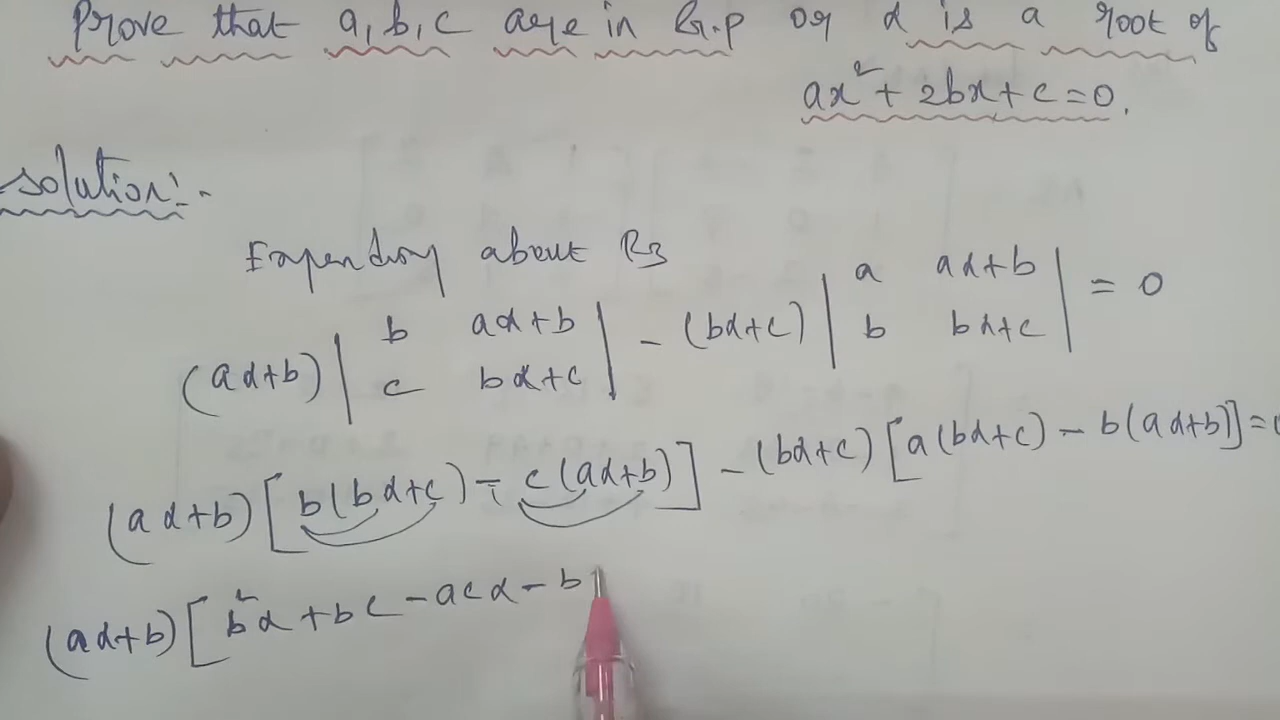 Prove that a, b, c are in G.P or α is a root of
ax² + 2bx + c = 0.
Solution:-
Expending about R3
(aα+b) | b aα+b | - (bα+c) | a aα+b | = 0
| c bα+c | | b bα+c |
(aα+b) [b(bα+c) - c(aα+b)] - (bα+c) [a(bα+c) - b(aα+b)] = 0
(aα+b) [b²α + bc - acα - b